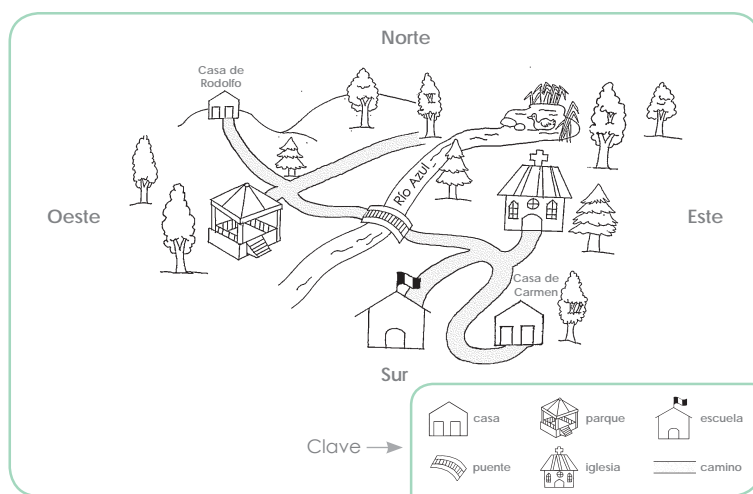 Norte
Casa de
Rodolfo
Río Azul
Oeste
Este
Casa de
Carmen
Sur
casa
parque
escuela
Clave
puente
iglesia
camino